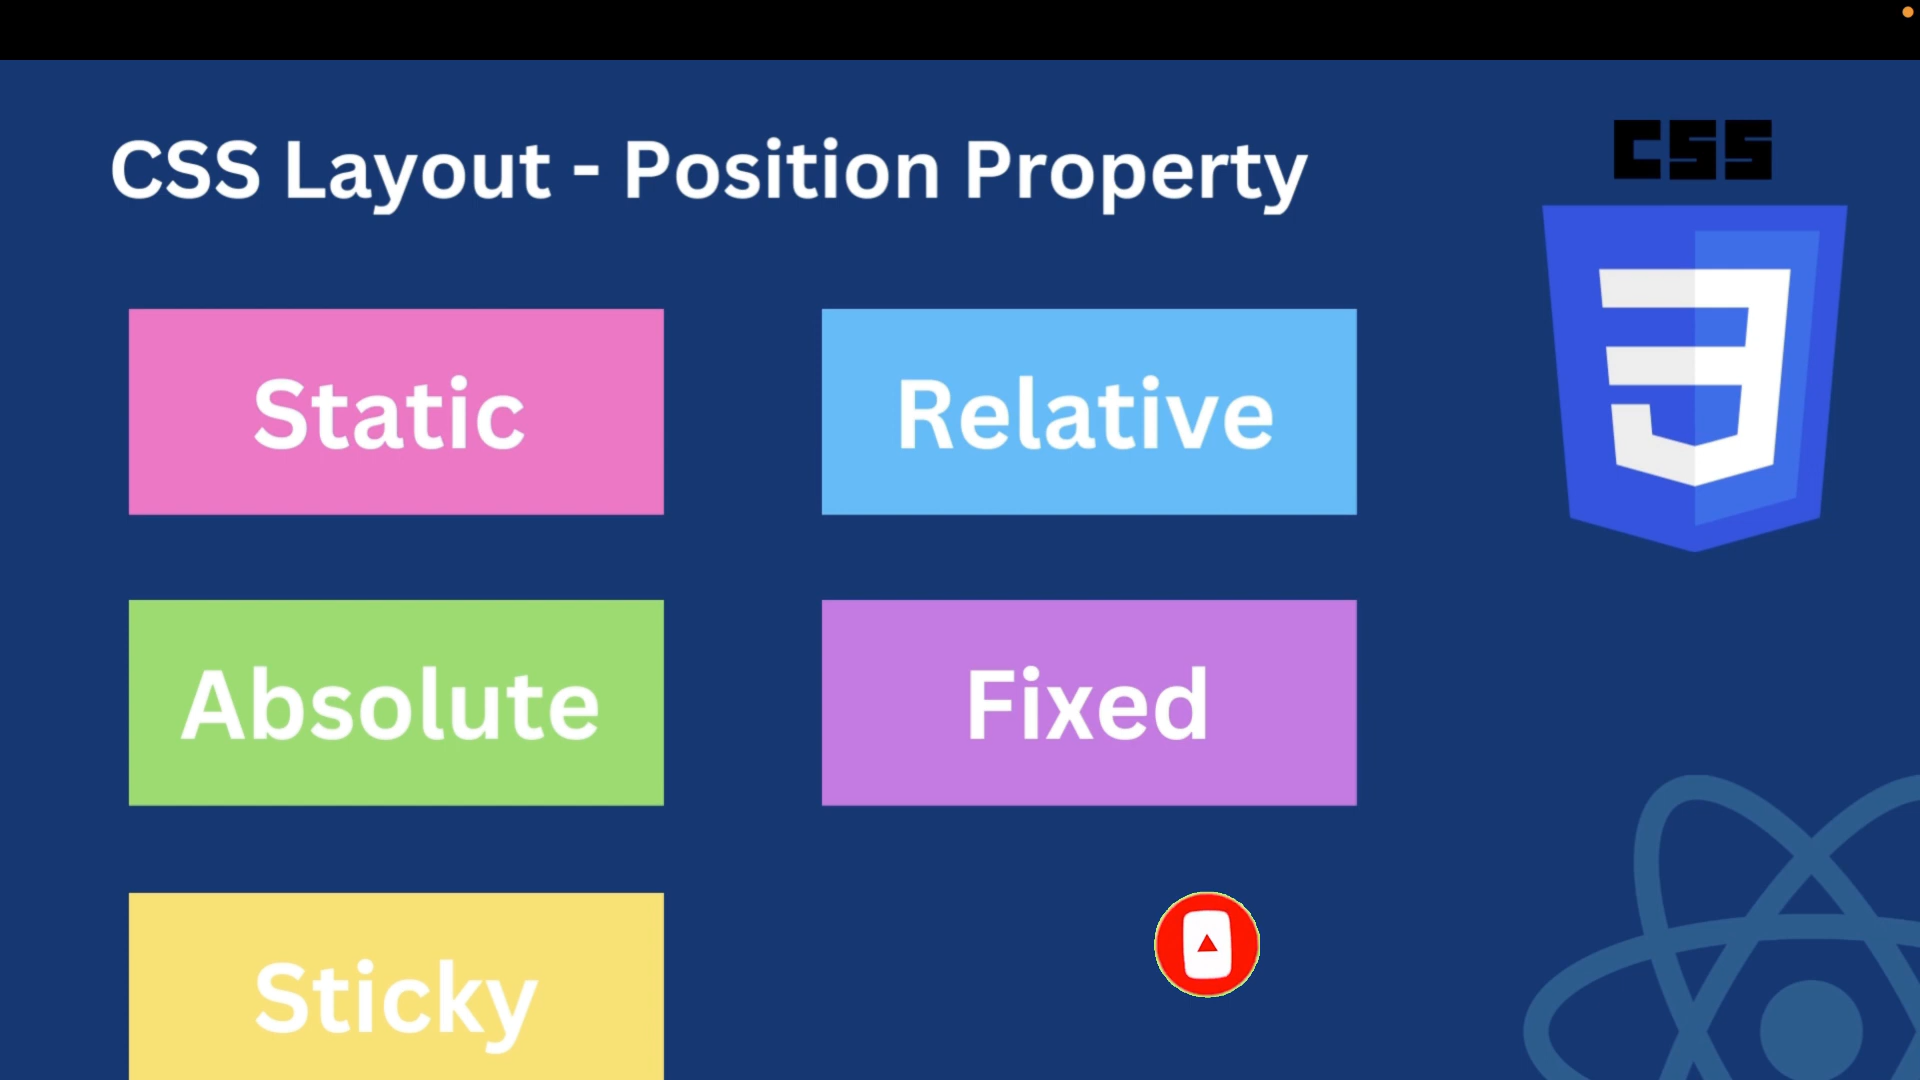 CSS Layout - Position Property
CSS
Static
Relative
Absolute
Fixed
Sticky